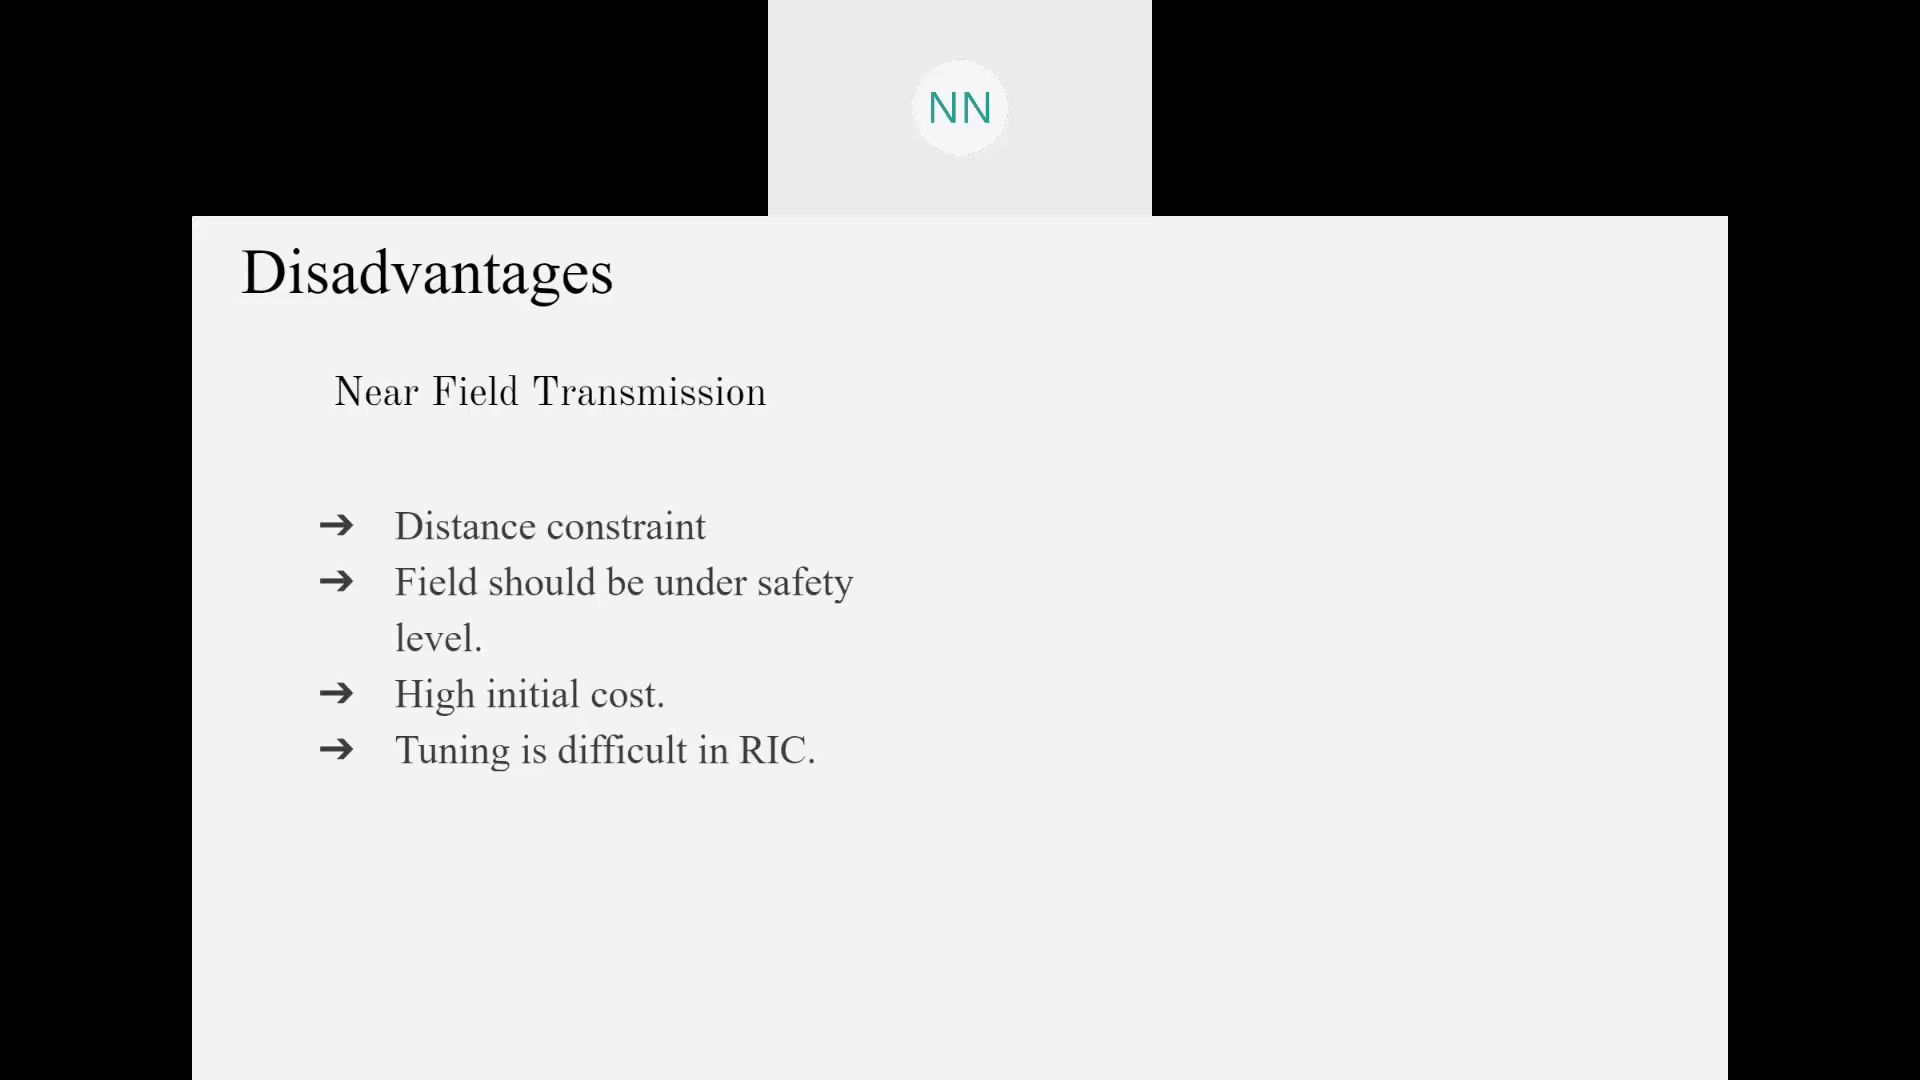 NN
Disadvantages
Near Field Transmission
➔ Distance constraint
➔ Field should be under safety
level.
➔ High initial cost.
➔ Tuning is difficult in RIC.